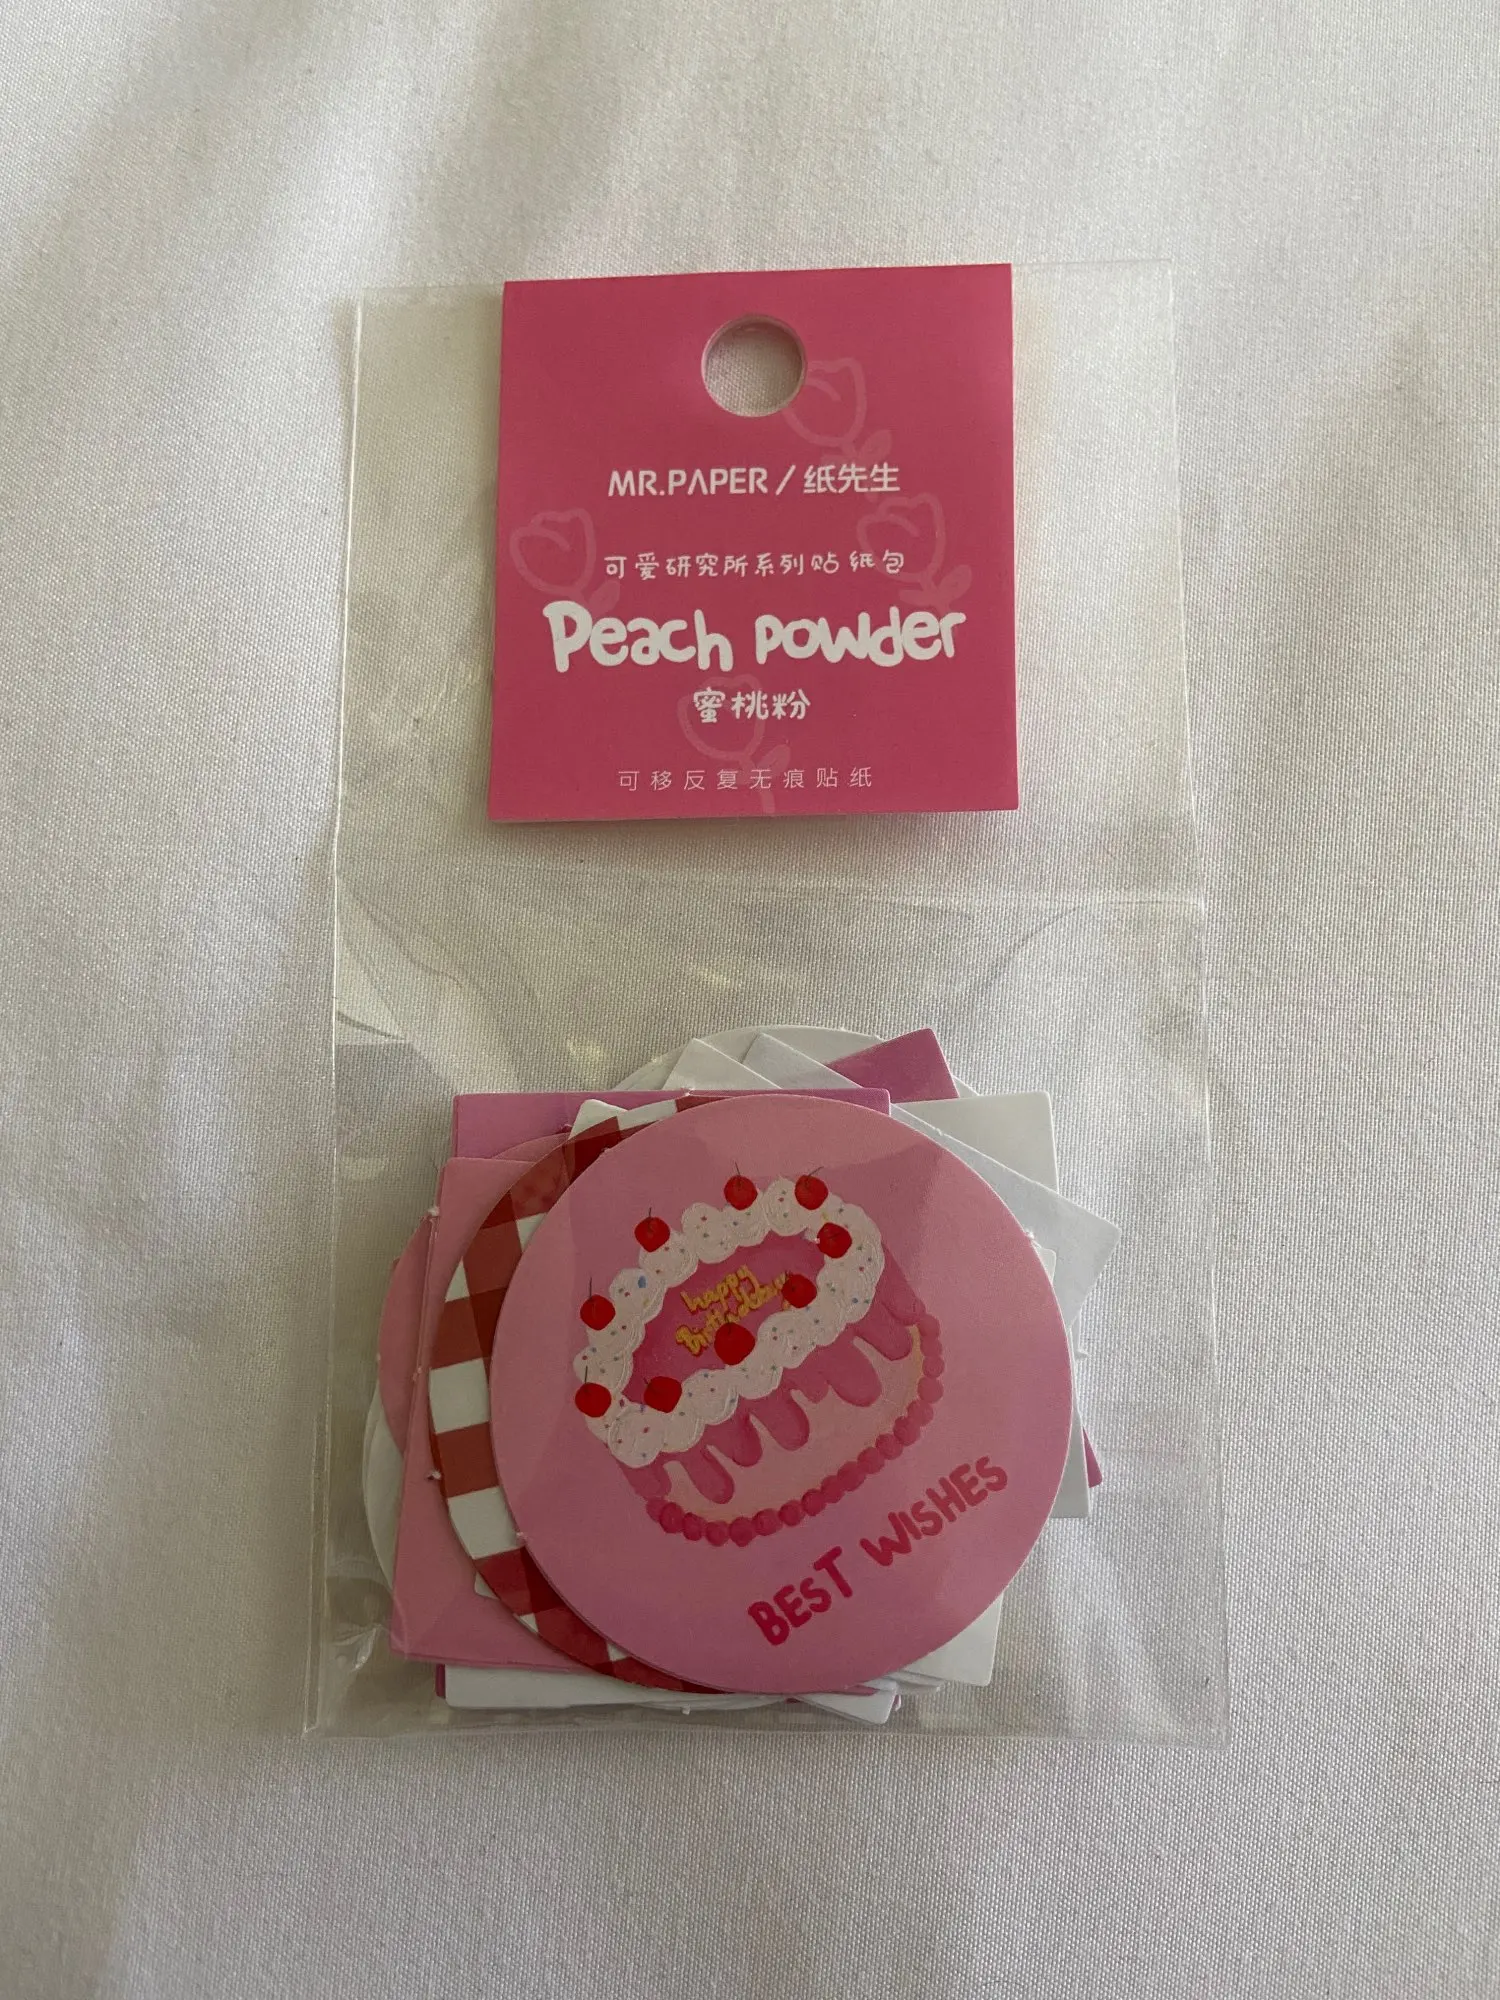 MR.PAPER / 纸先生
可爱研究所系列贴纸包
Peach powder
蜜桃粉
可移反复无痕贴纸
happy
Birthday
BEST WISHES